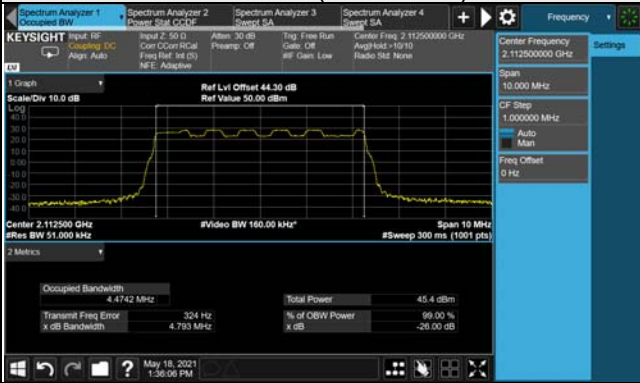 Spectrum Analyzer 1
Occupied BW
Spectrum Analyzer 2
Power Stat CCDF
Spectrum Analyzer 3
Swept SA
Spectrum Analyzer 4
Swept SA
+
Frequency
KEYSIGHT
Input: RF
Coupling: DC
Align: Auto
Input Z: 50 Ω
Corr CCorr RCal
Freq Ref: Int (S)
NFE: Adaptive
Atten: 30 dB
Preamp: Off
Trig: Free Run
Gate: Off
#IF Gain: Low
Center Freq: 2.112500000 GHz
Avg|Hold:>10/10
Radio Std: None
Center Frequency
2.112500000 GHz
Settings
Span
10.000 MHz
CF Step
1.000000 MHz
Auto
Man
Freq Offset
0 Hz
1 Graph
Scale/Div 10.0 dB
Ref Lvl Offset 44.30 dB
Ref Value 50.00 dBm
Log
40.0
30.0
20.0
10.0
0.00
-10.0
-20.0
-30.0
-40.0
Center 2.112500 GHz
#Res BW 51.000 kHz
#Video BW 160.00 kHz*
Span 10 MHz
#Sweep 300 ms (1001 pts)
2 Metrics
Occupied Bandwidth
4.4742 MHz
Total Power
45.4 dBm
Transmit Freq Error
324 Hz
% of OBW Power
99.00 %
x dB Bandwidth
4.793 MHz
x dB
-26.00 dB
?
May 18, 2021
1:36:06 PM